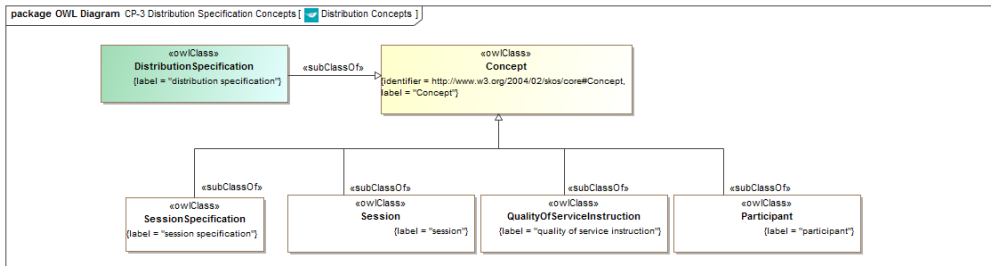 package OWL Diagram CP-3 Distribution Specification Concepts [ Distribution Concepts ]
«owlClass»
DistributionSpecification
{label = "distribution specification"}
«subClassOf»
«owlClass»
Concept
{identifier = http://www.w3.org/2004/02/skos/core#Concept,
label = "Concept"}
«subClassOf»
«subClassOf»
«subClassOf»
«subClassOf»
«owlClass»
SessionSpecification
{label = "session specification"}
«owlClass»
Session
{label = "session"}
«owlClass»
QualityOfServiceInstruction
{label = "quality of service instruction"}
«owlClass»
Participant
{label = "participant"}